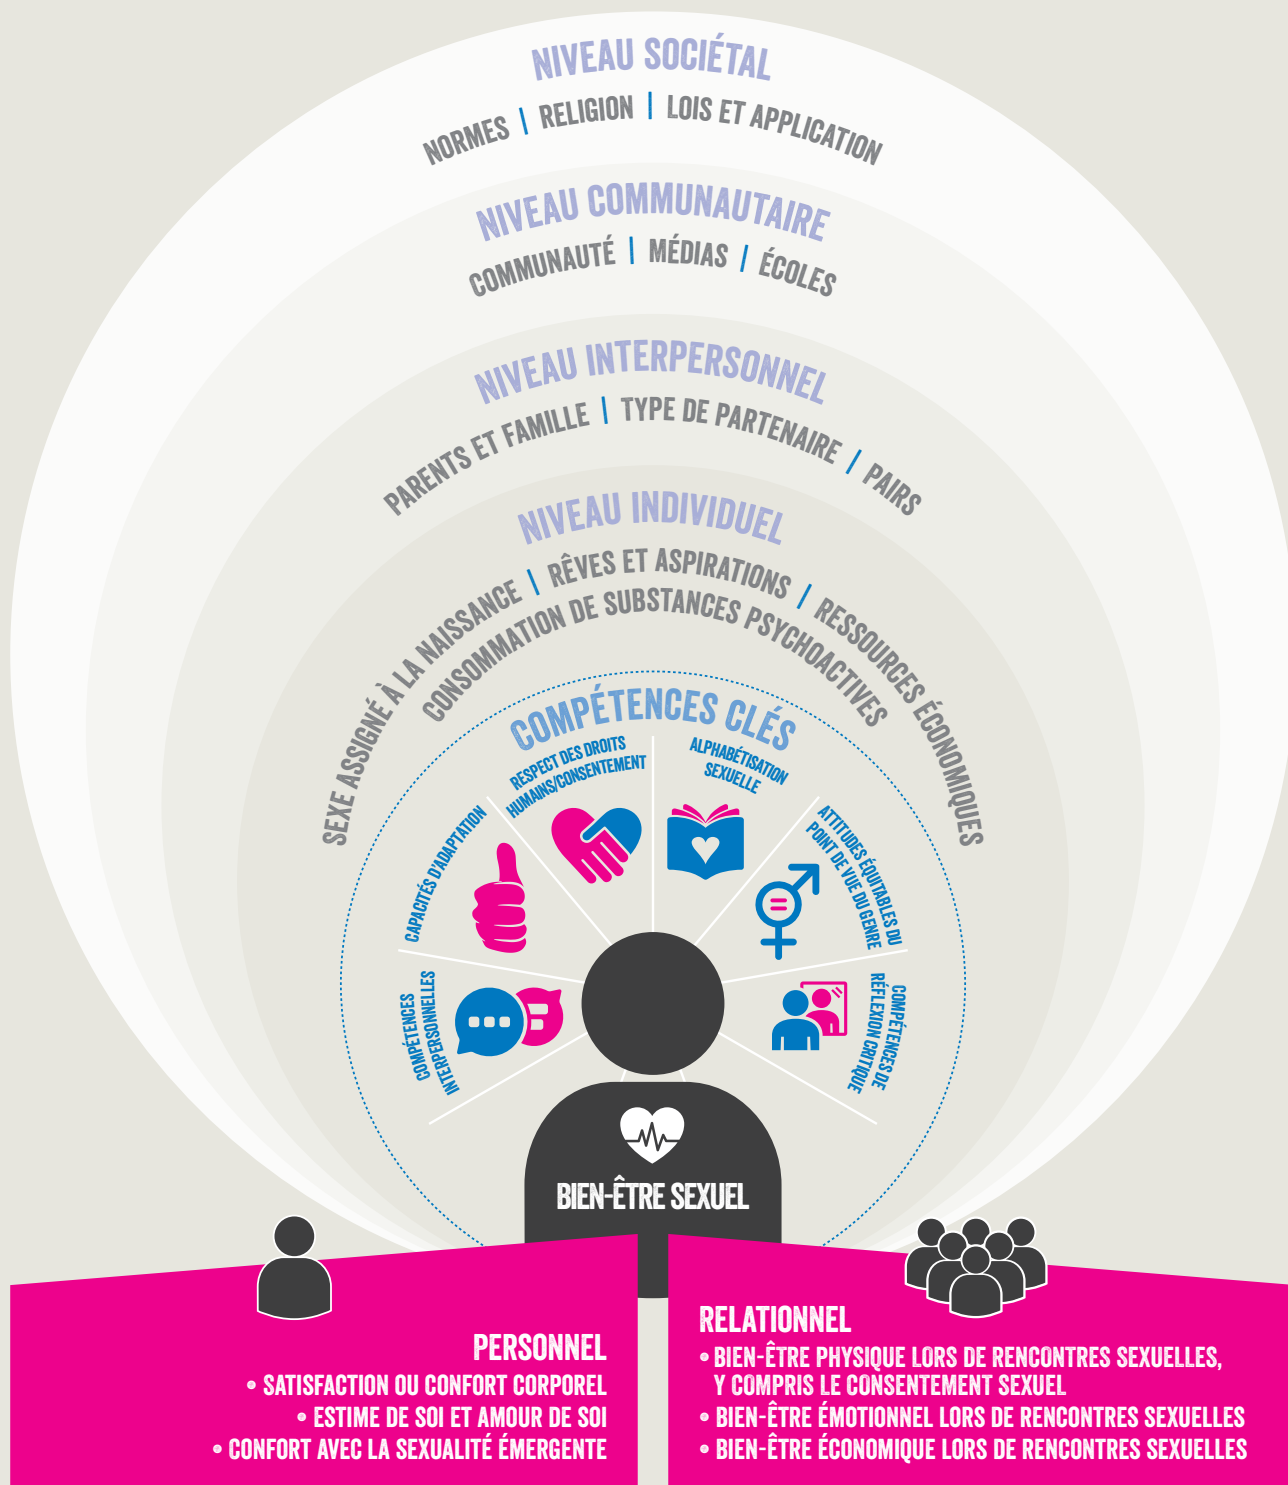 NIVEAU SOCIÉTAL
NORMES | RELIGION | LOIS ET APPLICATION
NIVEAU COMMUNAUTAIRE
COMMUNAUTÉ | MÉDIAS | ÉCOLES
NIVEAU INTERPERSONNEL
PARENTS ET FAMILLE | TYPE DE PARTENAIRE | PAIRS
NIVEAU INDIVIDUEL
SEXE ASSIGNÉ À LA NAISSANCE | RÊVES ET ASPIRATIONS | RESSOURCES ÉCONOMIQUES
CONSOMMATION DE SUBSTANCES PSYCHOACTIVES
COMPÉTENCES CLÉS
COMPÉTENCES
INTERPERSONNELLES
CAPACITÉS D'ADAPTATION
RESPECT DES DROITS
HUMAINS/CONSENTEMENT
ALPHABÉTISATION
SEXUELLE
ATTITUDES ÉQUITABLES DU
POINT DE VUE DU GENRE
COMPÉTENCES DE
RÉFLEXION CRITIQUE
BIEN-ÊTRE SEXUEL
PERSONNEL
• SATISFACTION OU CONFORT CORPOREL
• ESTIME DE SOI ET AMOUR DE SOI
• CONFORT AVEC LA SEXUALITÉ ÉMERGENTE
RELATIONNEL
• BIEN-ÊTRE PHYSIQUE LORS DE RENCONTRES SEXUELLES,
Y COMPRIS LE CONSENTEMENT SEXUEL
• BIEN-ÊTRE ÉMOTIONNEL LORS DE RENCONTRES SEXUELLES
• BIEN-ÊTRE ÉCONOMIQUE LORS DE RENCONTRES SEXUELLES